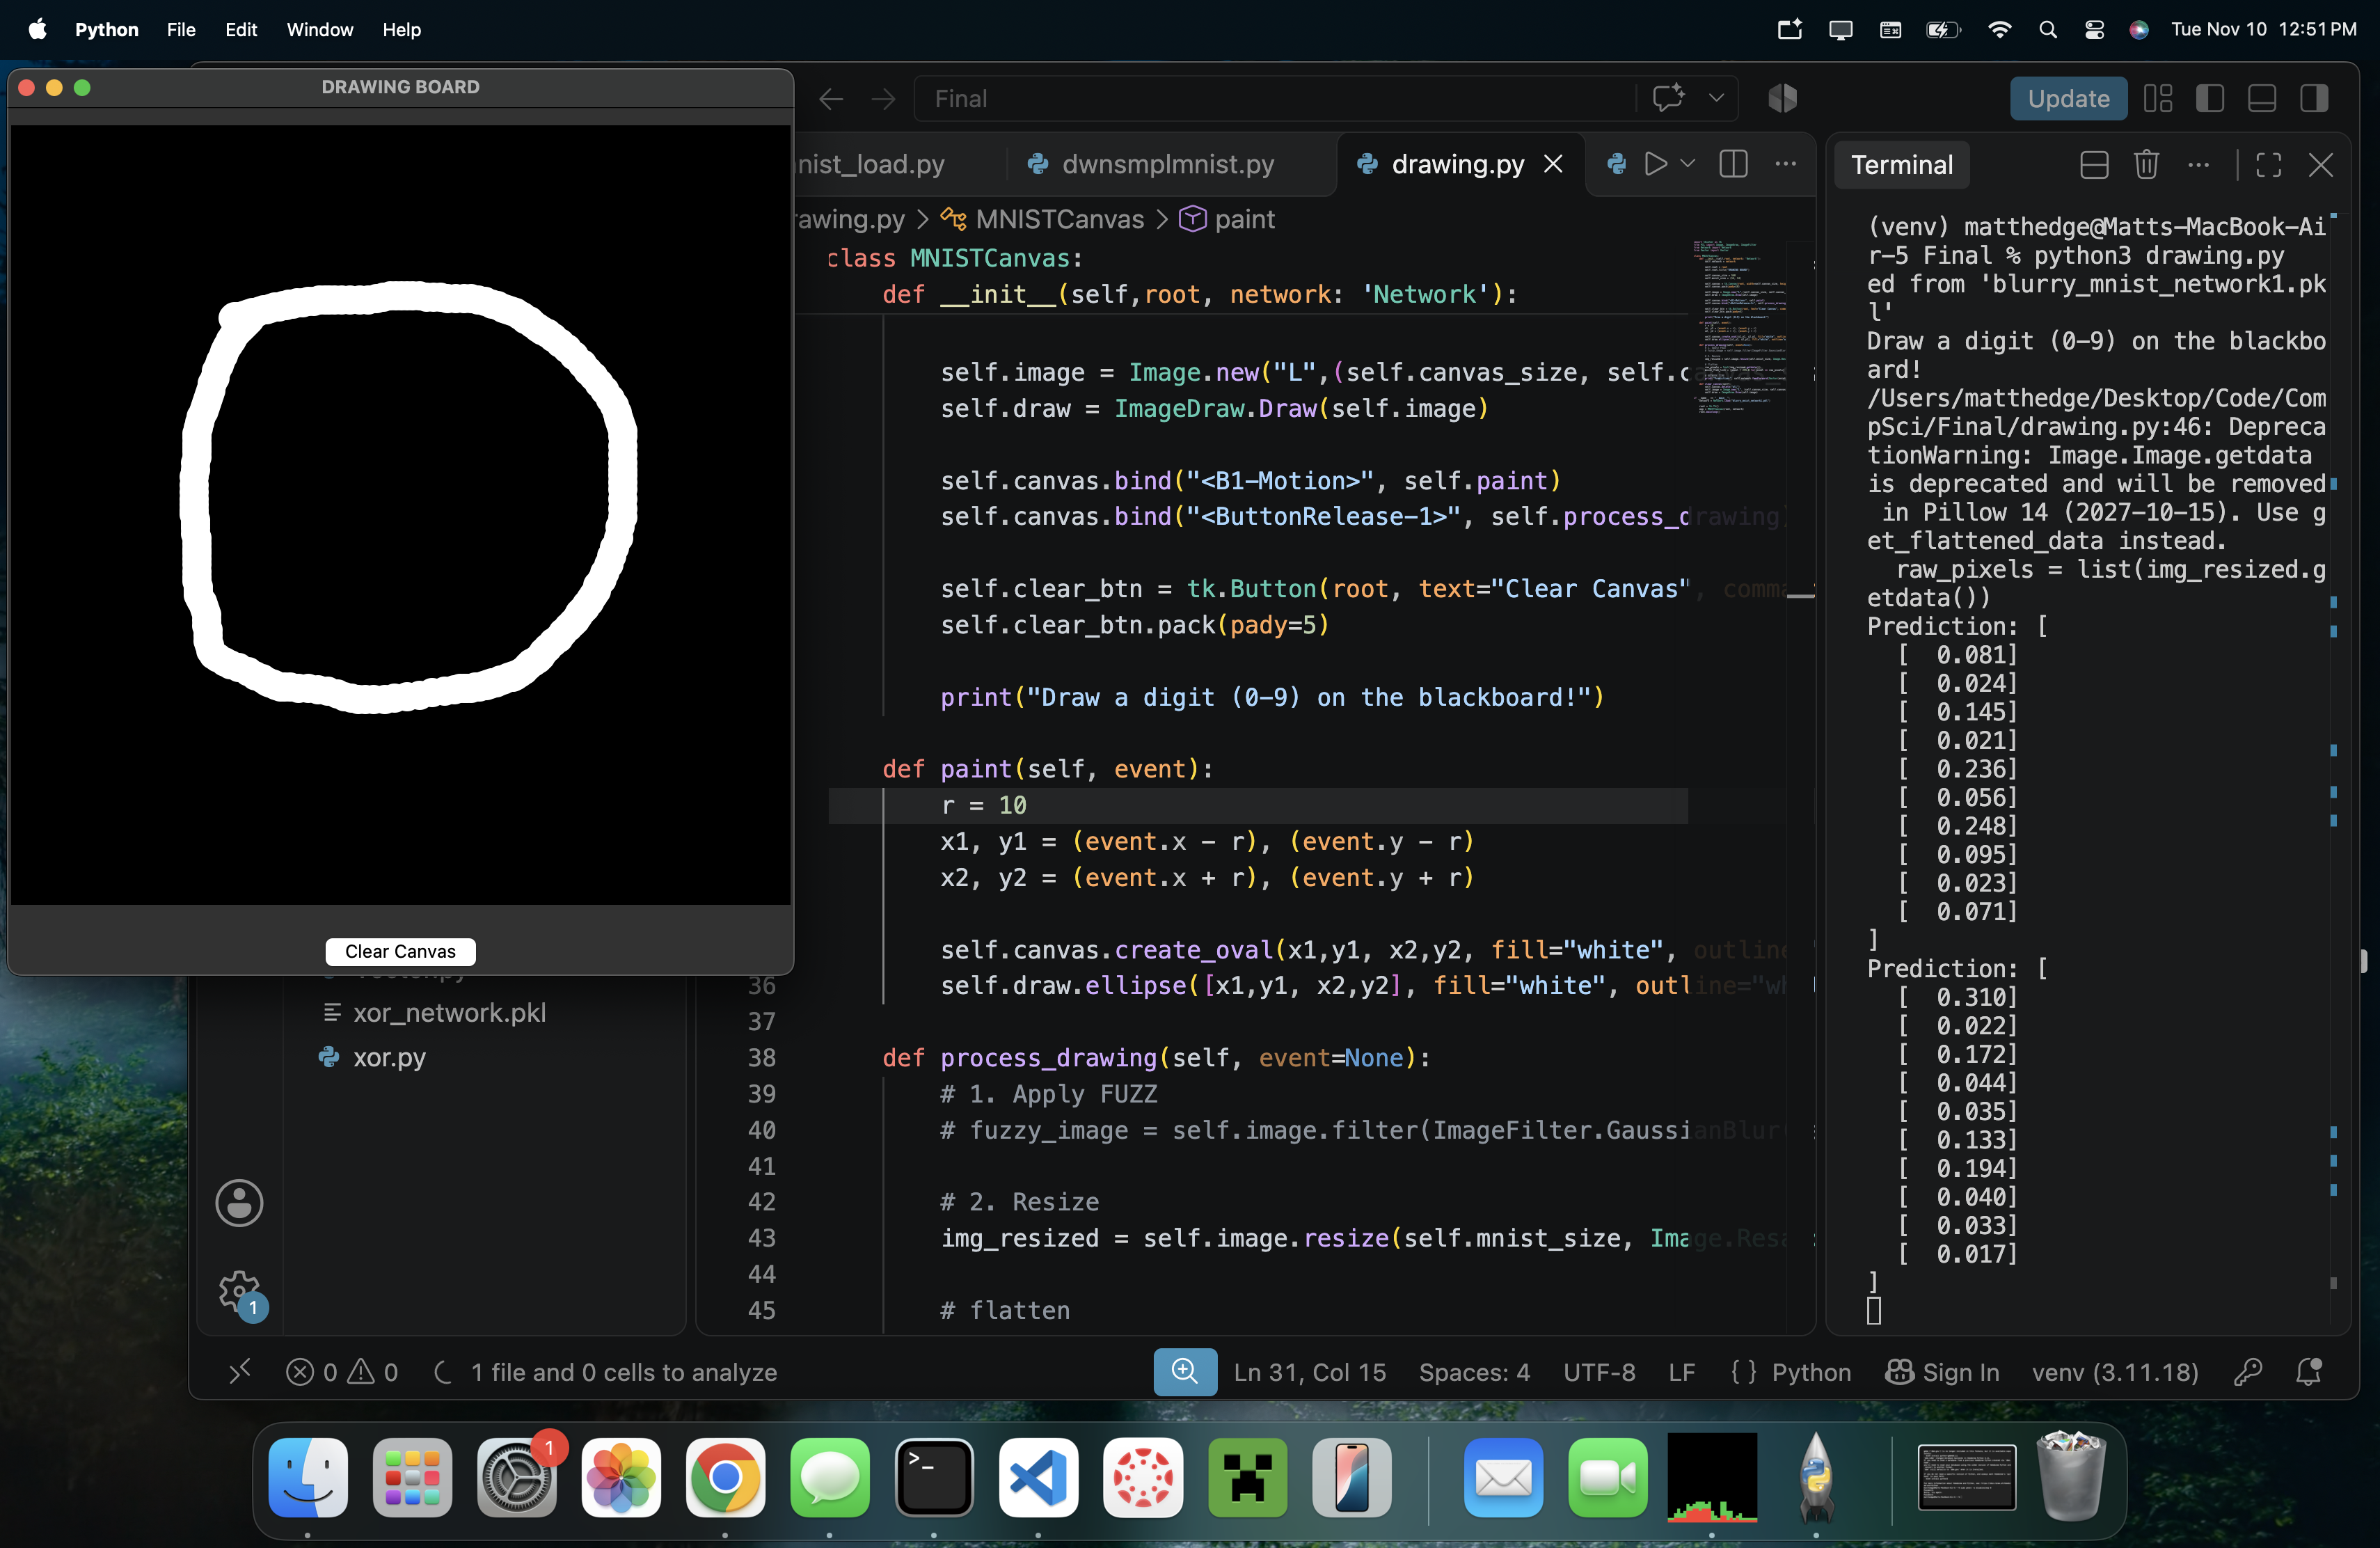 Python File Edit Window Help
Tue Nov 10 12:51 PM
DRAWING BOARD
Clear Canvas
Final
Update
nist_load.py
dwnsmplmnist.py
drawing.py
rawing.py > MNISTCanvas > paint
class MNISTCanvas:
def __init__(self,root, network: 'Network'):
self.image = Image.new("L",(self.canvas_size, self.c
self.draw = ImageDraw.Draw(self.image)
self.canvas.bind("<B1-Motion>", self.paint)
self.canvas.bind("<ButtonRelease-1>", self.process_drawing)
self.clear_btn = tk.Button(root, text="Clear Canvas", comma
self.clear_btn.pack(pady=5)
print("Draw a digit (0-9) on the blackboard!")
def paint(self, event):
r = 10
x1, y1 = (event.x - r), (event.y - r)
x2, y2 = (event.x + r), (event.y + r)
self.canvas.create_oval(x1,y1, x2,y2, fill="white", outline
36 self.draw.ellipse([x1,y1, x2,y2], fill="white", outline="wh
37
38 def process_drawing(self, event=None):
39 # 1. Apply FUZZ
40 # fuzzy_image = self.image.filter(ImageFilter.GaussianBlur(
41
42 # 2. Resize
43 img_resized = self.image.resize(self.mnist_size, Image.Resa
44
45 # flatten
xor_network.pkl
xor.py
1
Terminal
(venv) matthedge@Matts-MacBook-Ai
r-5 Final % python3 drawing.py
ed from 'blurry_mnist_network1.pk
l'
Draw a digit (0-9) on the blackbo
ard!
/Users/matthedge/Desktop/Code/Com
pSci/Final/drawing.py:46: Depreca
tionWarning: Image.Image.getdata
is deprecated and will be removed
in Pillow 14 (2027-10-15). Use g
et_flattened_data instead.
raw_pixels = list(img_resized.g
etdata())
Prediction: [
[ 0.081]
[ 0.024]
[ 0.145]
[ 0.021]
[ 0.236]
[ 0.056]
[ 0.248]
[ 0.095]
[ 0.023]
[ 0.071]
]
Prediction: [
[ 0.310]
[ 0.022]
[ 0.172]
[ 0.044]
[ 0.035]
[ 0.133]
[ 0.194]
[ 0.040]
[ 0.033]
[ 0.017]
]
0 0 1 file and 0 cells to analyze Ln 31, Col 15 Spaces: 4 UTF-8 LF {} Python Sign In venv (3.11.18)
1